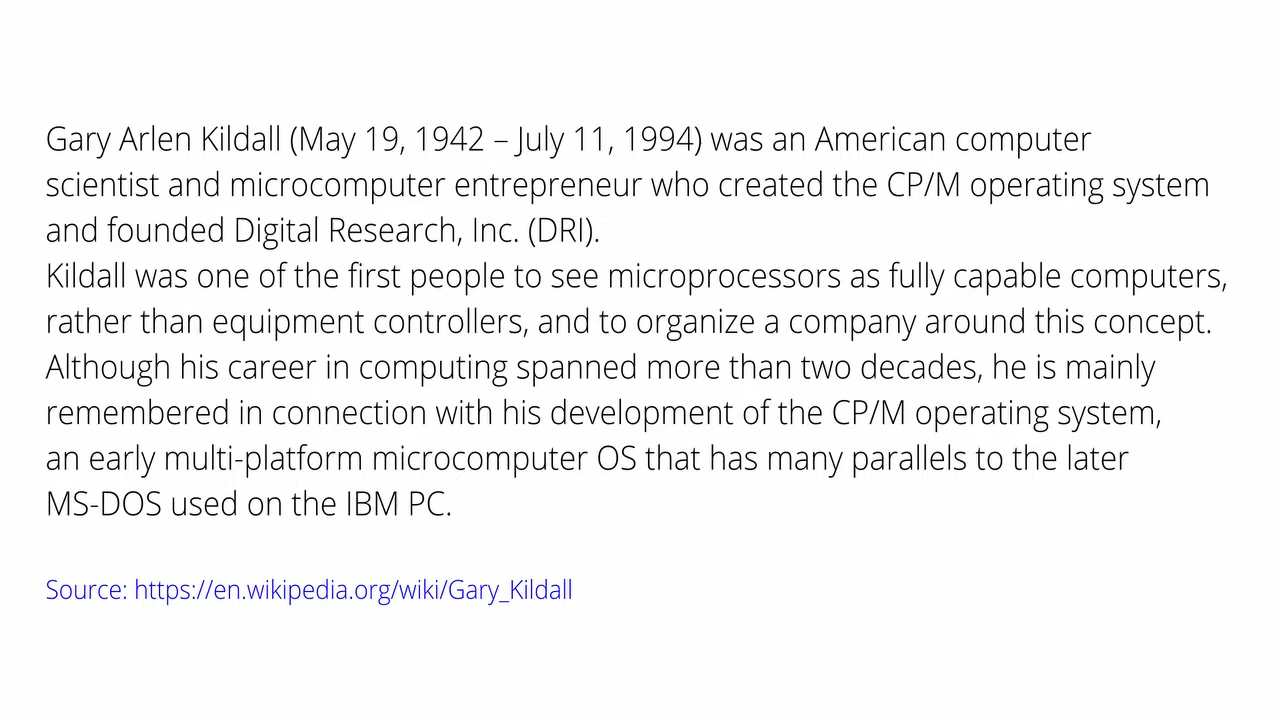 Gary Arlen Kildall (May 19, 1942 – July 11, 1994) was an American computer
scientist and microcomputer entrepreneur who created the CP/M operating system
and founded Digital Research, Inc. (DRI).
Kildall was one of the first people to see microprocessors as fully capable computers,
rather than equipment controllers, and to organize a company around this concept.
Although his career in computing spanned more than two decades, he is mainly
remembered in connection with his development of the CP/M operating system,
an early multi-platform microcomputer OS that has many parallels to the later
MS-DOS used on the IBM PC.
Source: https://en.wikipedia.org/wiki/Gary_Kildall